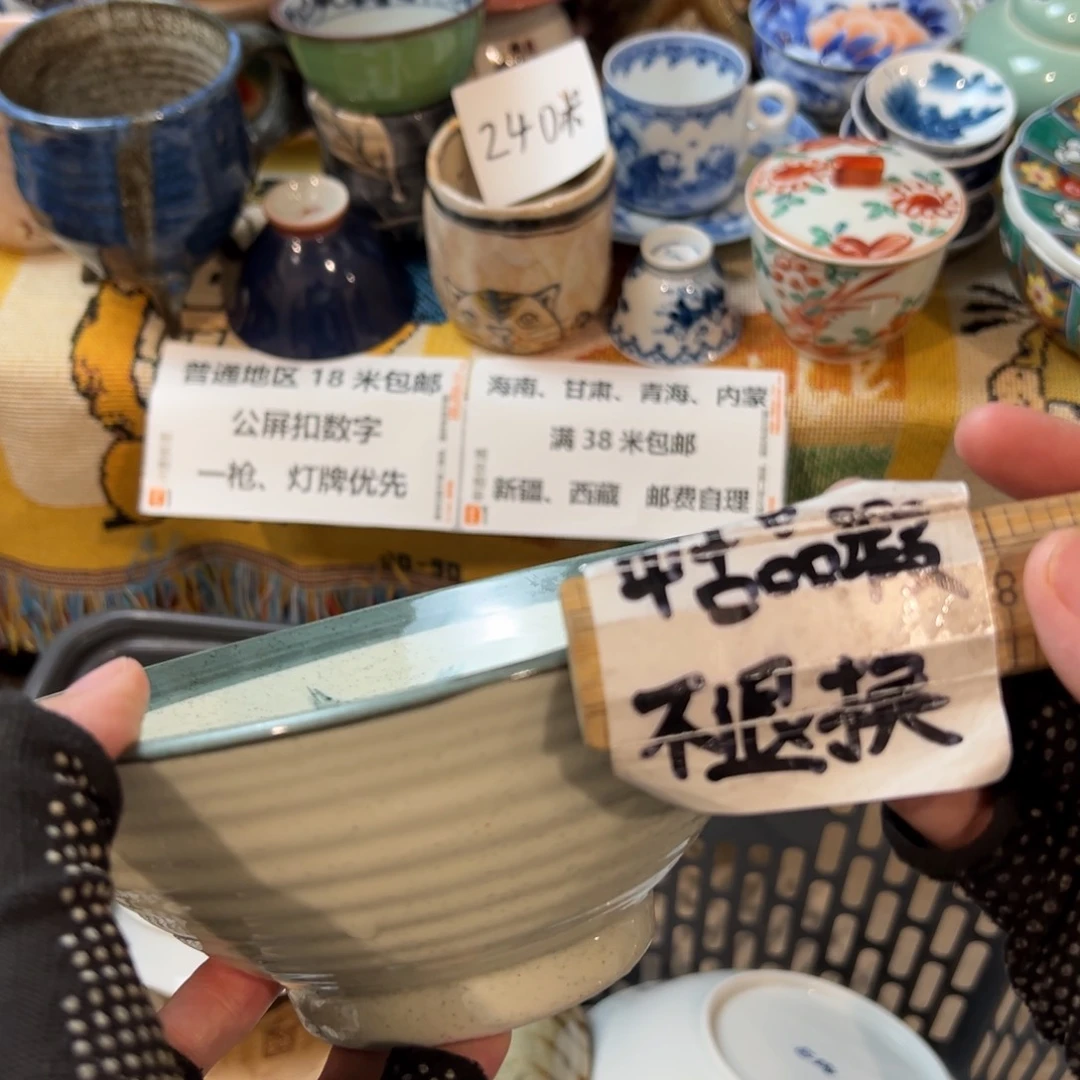 240米
普通地区 18 米包邮
公屏扣数字
一抢、灯牌优先
海南、甘肃、青海、内蒙
满 38 米包邮
新疆、西藏 邮费自理
不退换
8